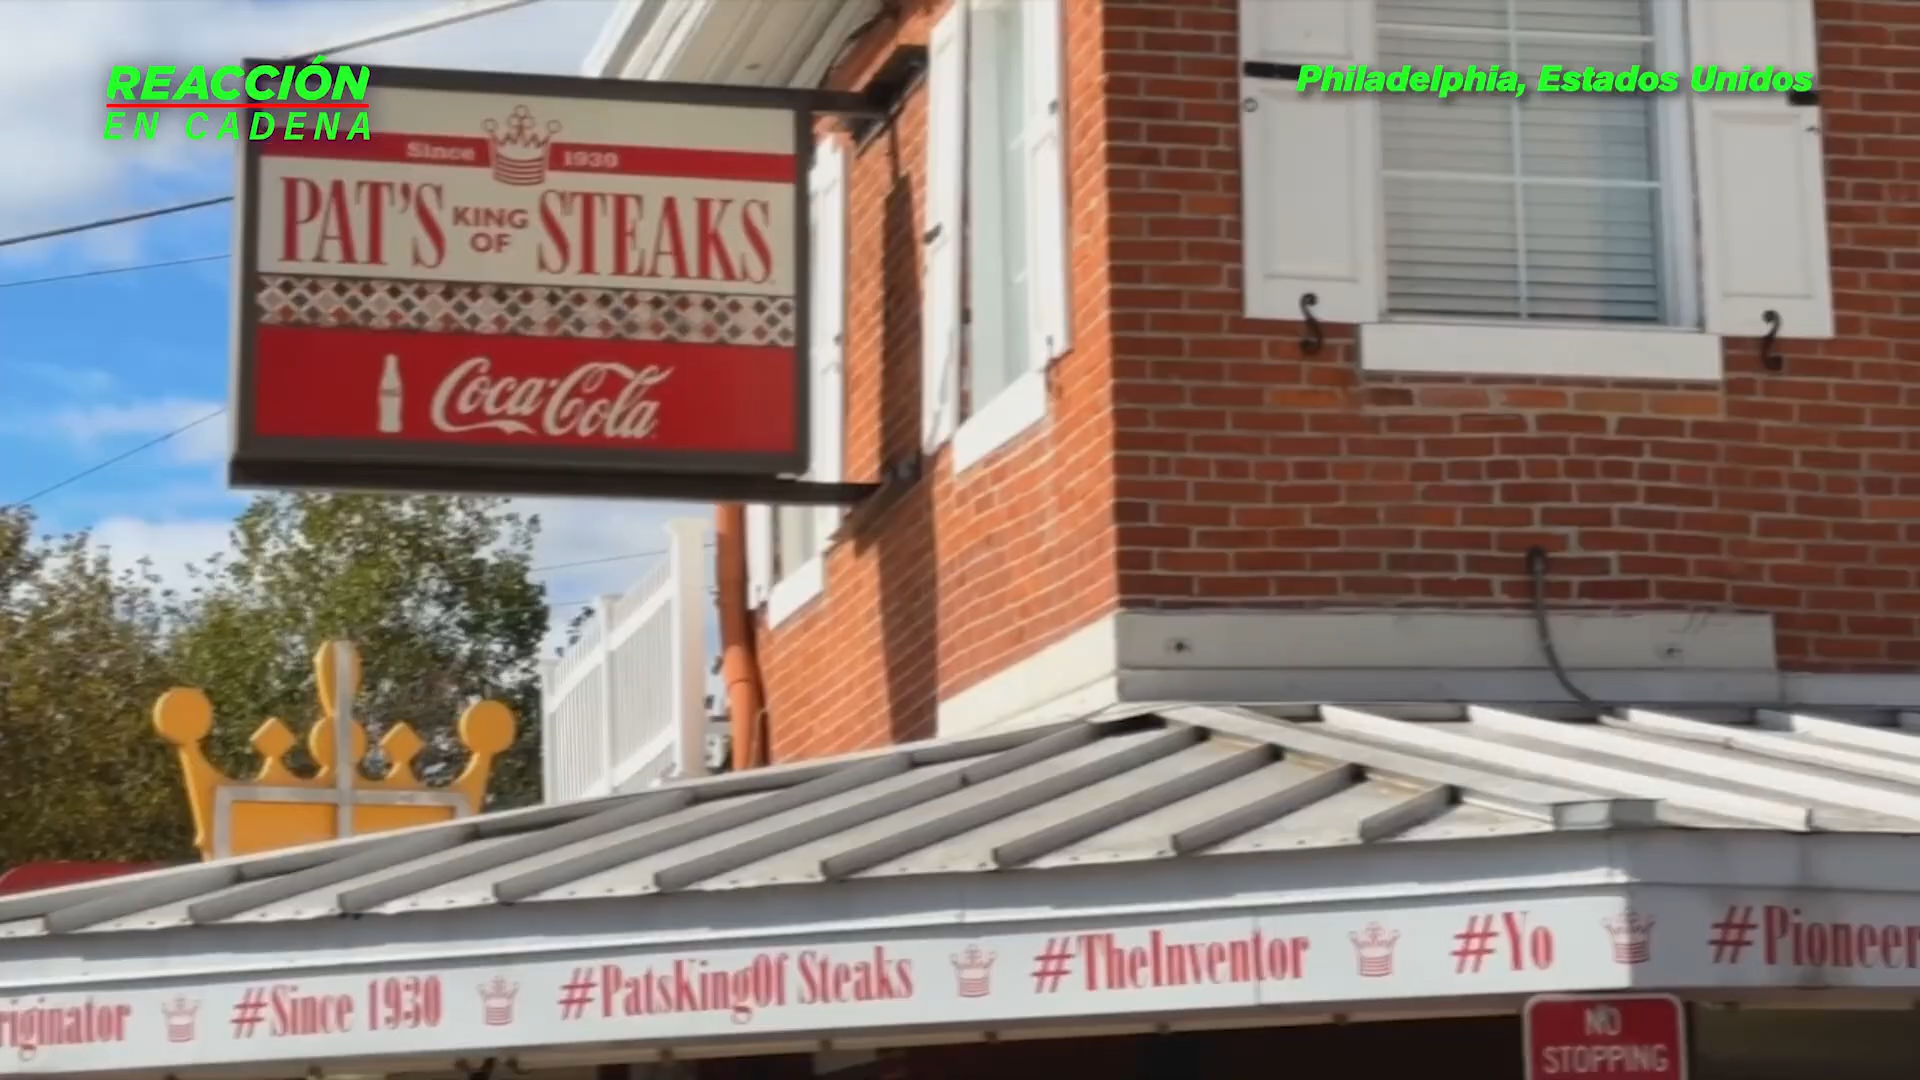 REACCIÓN
EN CADENA
Philadelphia, Estados Unidos
Since 1930
PAT'S KING OF STEAKS
Coca-Cola
riginator #Since 1930 #PatsKingOf Steaks #TheInventor #Yo #Pioneer
NO
STOPPING